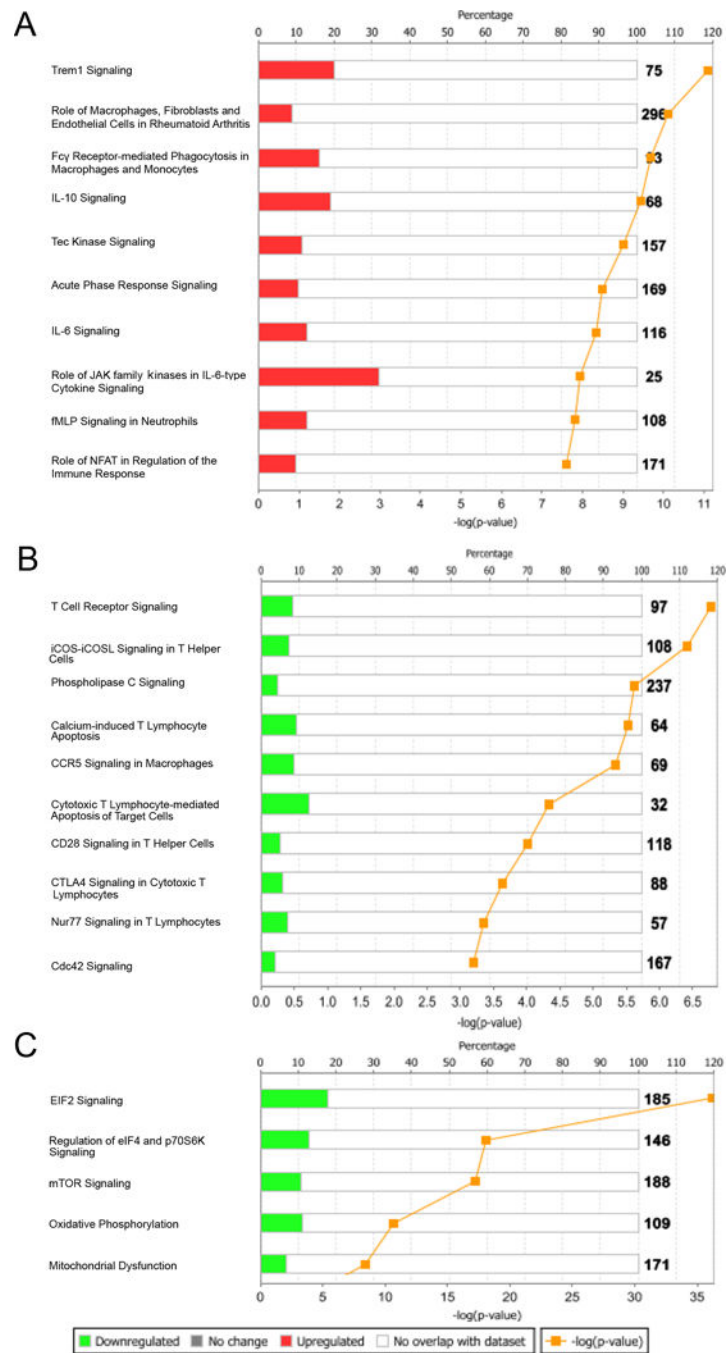 A
Percentage
0 10 20 30 40 50 60 70 80 90 100 110 120
Trem1 Signaling 75
Role of Macrophages, Fibroblasts and
Endothelial Cells in Rheumatoid Arthritis 296
Fcγ Receptor-mediated Phagocytosis in
Macrophages and Monocytes
IL-10 Signaling 68
Tec Kinase Signaling 157
Acute Phase Response Signaling 169
IL-6 Signaling 116
Role of JAK family kinases in IL-6-type
Cytokine Signaling 25
fMLP Signaling in Neutrophils 108
Role of NFAT in Regulation of the
Immune Response 171
0 1 2 3 4 5 6 7 8 9 10 11
-log(p-value)
B
Percentage
0 10 20 30 40 50 60 70 80 90 100 110 120
T Cell Receptor Signaling 97
iCOS-iCOSL Signaling in T Helper
Cells 108
Phospholipase C Signaling 237
Calcium-induced T Lymphocyte
Apoptosis 64
CCR5 Signaling in Macrophages 69
Cytotoxic T Lymphocyte-mediated
Apoptosis of Target Cells 32
CD28 Signaling in T Helper Cells 118
CTLA4 Signaling in Cytotoxic T
Lymphocytes 88
Nur77 Signaling in T Lymphocytes 57
Cdc42 Signaling 167
0.0 0.5 1.0 1.5 2.0 2.5 3.0 3.5 4.0 4.5 5.0 5.5 6.0 6.5
-log(p-value)
C
Percentage
0 10 20 30 40 50 60 70 80 90 100 110 120
EIF2 Signaling 185
Regulation of eIF4 and p70S6K
Signaling 146
mTOR Signaling 188
Oxidative Phosphorylation 109
Mitochondrial Dysfunction 171
0 5 10 15 20 25 30 35
-log(p-value)
Downregulated No change Upregulated No overlap with dataset -log(p-value)